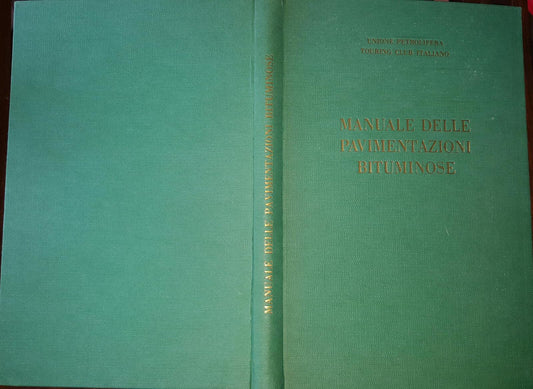 UNIONE PETROLIFERA
TOURING CLUB ITALIANO
MANUALE DELLE
PAVIMENTAZIONI
BITUMINOSE
MANUALE DELLE PAVIMENTAZIONI BITUMINOSE